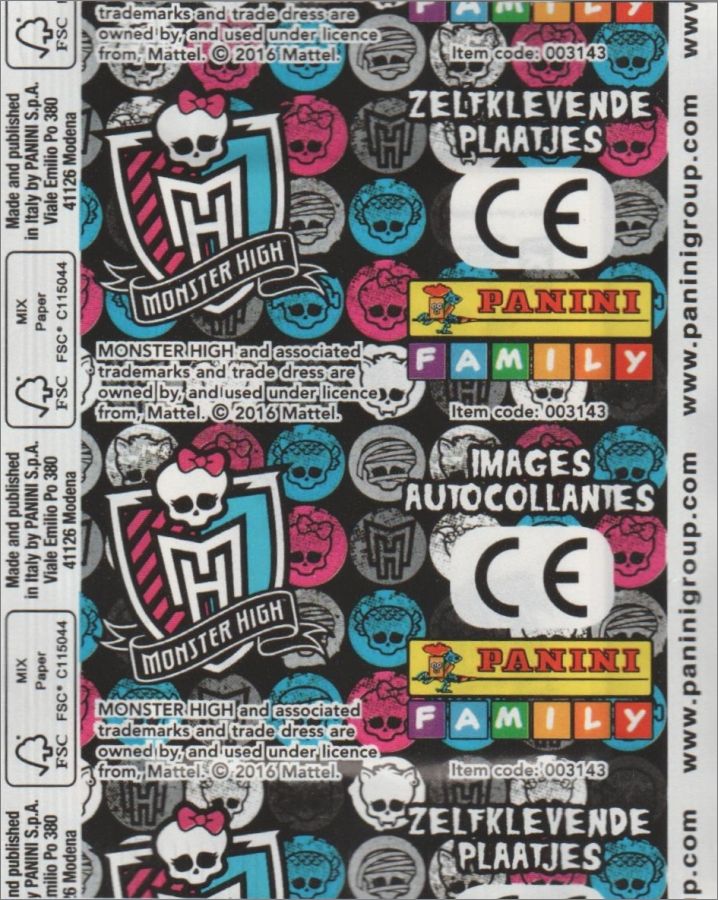 trademarks and trade dress are
owned by, and used under licence
from, Mattel. © 2016 Mattel.
FAMILY
Item code: 003143
FSC
Made and published
in Italy by PANINI S.p.A.
Viale Emilio Po 380
41126 Modena
MONSTER HIGH
ZELFKLEVENDE
PLAATJES
CE
PANINI
FAMILY
MONSTER HIGH and associated
trademarks and trade dress are
owned by, and used under licence
from, Mattel. © 2016 Mattel.
Item code: 003143
MIX
Paper
FSC® C115044
FSC
www.paninigroup.com
Made and published
in Italy by PANINI S.p.A.
Viale Emilio Po 380
41126 Modena
MONSTER HIGH
IMAGES
AUTOCOLLANTES
CE
PANINI
FAMILY
MONSTER HIGH and associated
trademarks and trade dress are
owned by, and used under licence
from, Mattel. © 2016 Mattel.
Item code: 003143
MIX
Paper
FSC® C115044
FSC
www.paninigroup.com
ZELFKLEVENDE
PLAATJES